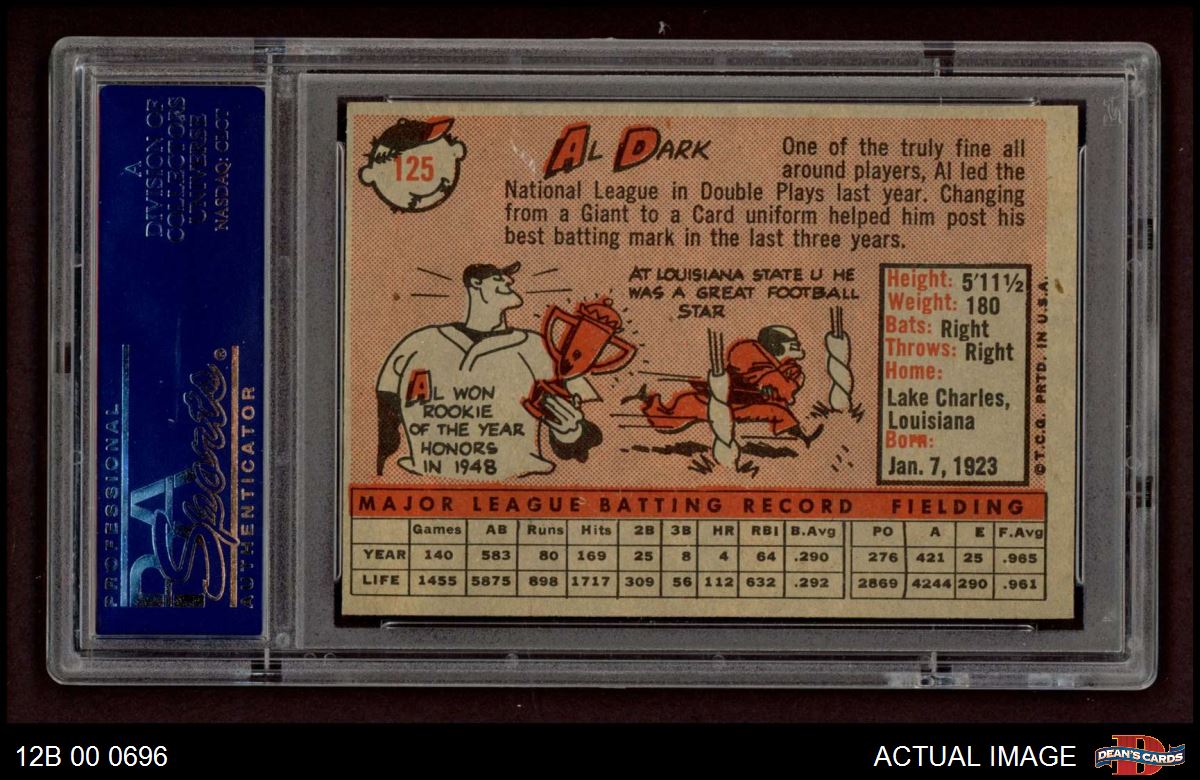 A
DIVISION OF
COLLECTORS
UNIVERSE
NASDAQ: CLCT
PROFESSIONAL
PSA
Sports®
AUTHENTICATOR
125
AL DARK
One of the truly fine all
around players, Al led the
National League in Double Plays last year. Changing
from a Giant to a Card uniform helped him post his
best batting mark in the last three years.
AT LOUISIANA STATE U HE
WAS A GREAT FOOTBALL
STAR
AL WON
ROOKIE
OF THE YEAR
HONORS
IN 1948
Height: 5'11½
Weight: 180
Bats: Right
Throws: Right
Home:
Lake Charles,
Louisiana
Born:
Jan. 7, 1923
©T.C.G. PRTD. IN U.S.A.
MAJOR LEAGUE BATTING RECORD FIELDING
Games AB Runs Hits 2B 3B HR RBI B.Avg PO A E F.Avg
YEAR 140 583 80 169 25 8 4 64 .290 276 421 25 .965
LIFE 1455 5875 898 1717 309 56 112 632 .292 2869 4244 290 .961
12B 00 0696
ACTUAL IMAGE
DEAN'S CARDS